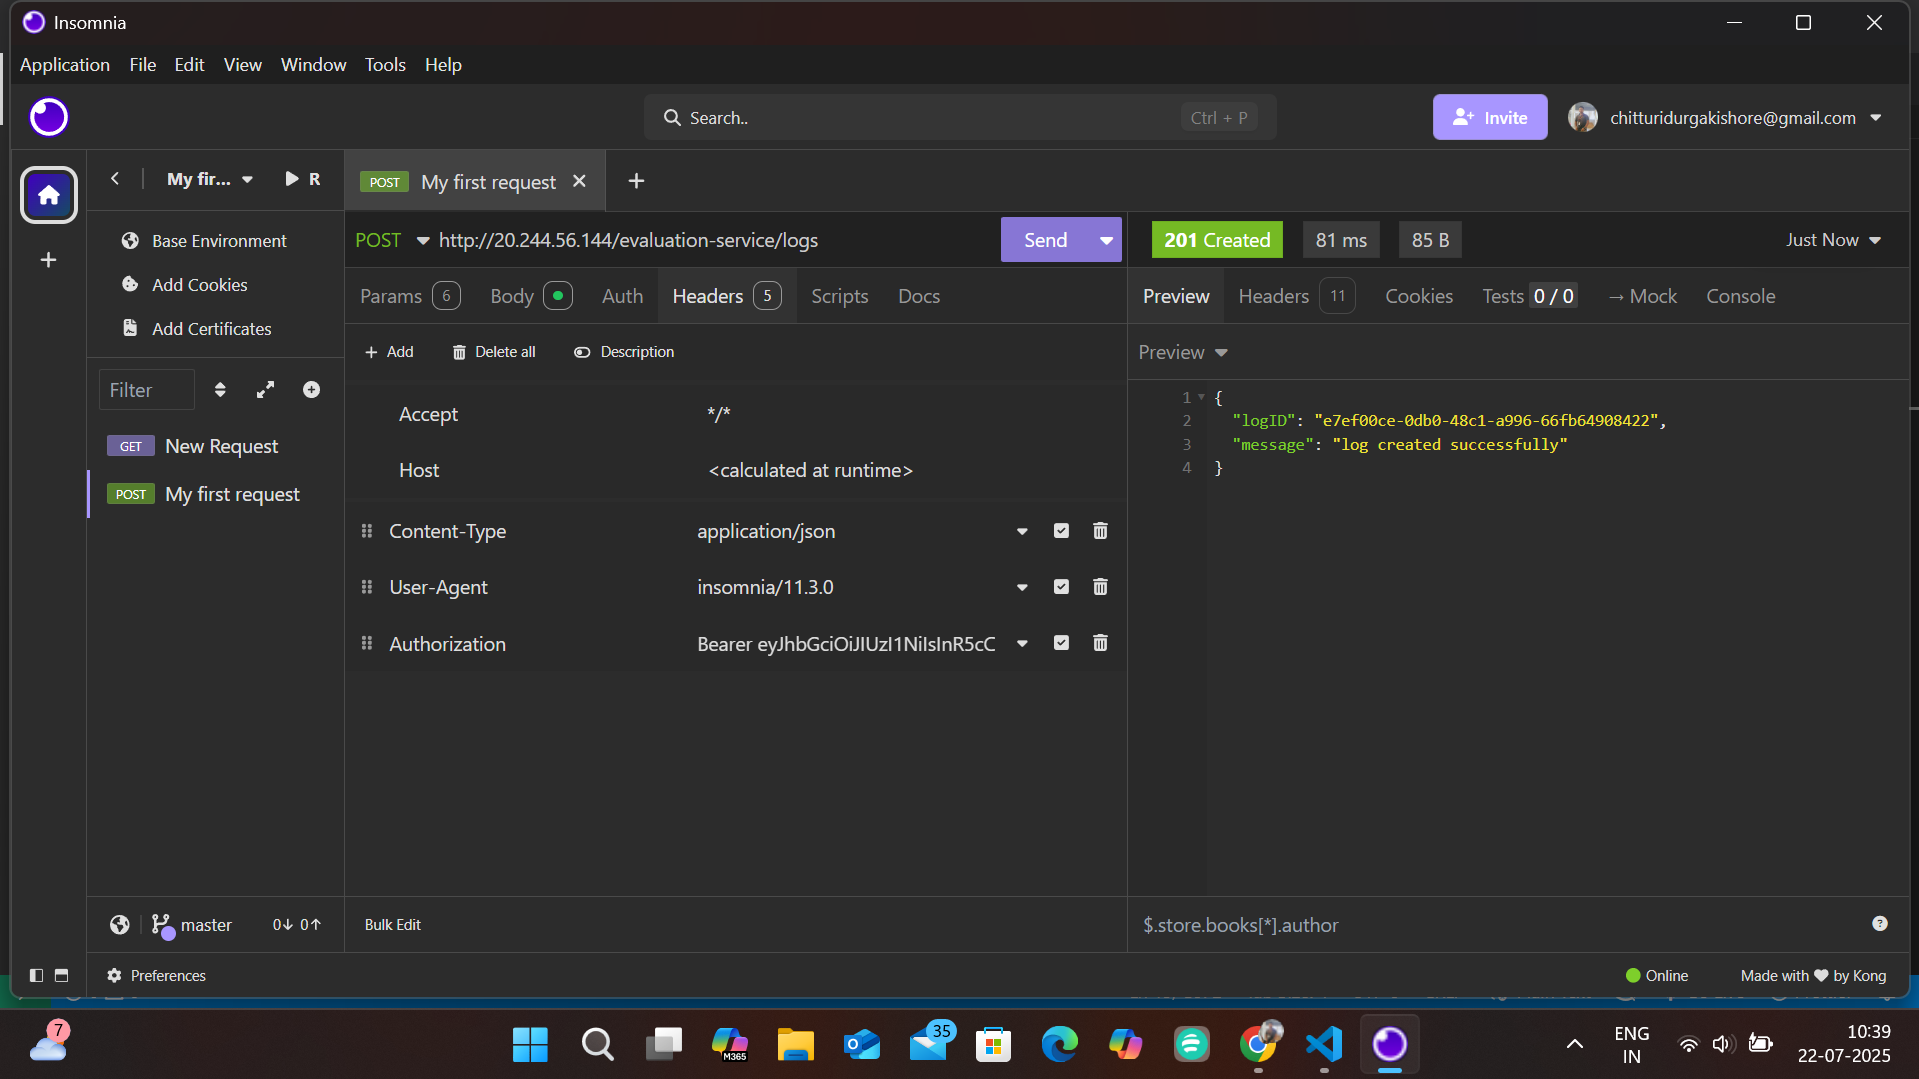 Insomnia
Application File Edit View Window Tools Help
Search..
Ctrl + P
Invite
chitturidurgakishore@gmail.com
My fir...
R
POST My first request
Base Environment
Add Cookies
Add Certificates
Filter
GET New Request
POST My first request
POST http://20.244.56.144/evaluation-service/logs
Send
201 Created
81 ms
85 B
Just Now
Params 6
Body
Auth
Headers 5
Scripts
Docs
Preview
Headers 11
Cookies
Tests 0 / 0
→ Mock
Console
+ Add
Delete all
Description
Accept */*
Host <calculated at runtime>
Content-Type application/json
User-Agent insomnia/11.3.0
Authorization Bearer eyJhbGciOiJIUzI1NiIsInR5cC
Preview
1 {
2 "logID": "e7ef00ce-0db0-48c1-a996-66fb64908422",
3 "message": "log created successfully"
4 }
master
0↓ 0↑
Bulk Edit
$.store.books[*].author
Preferences
Online
Made with ❤ by Kong
7
M365
35
ENG
IN
10:39
22-07-2025